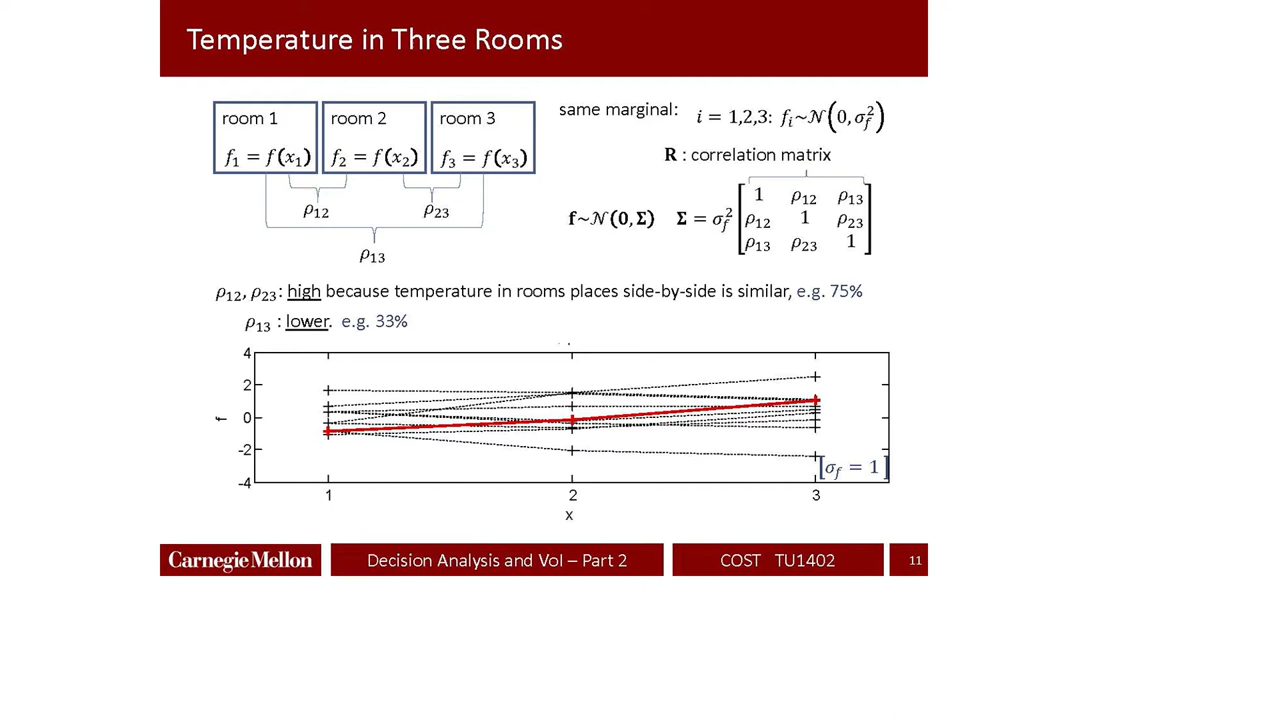 Temperature in Three Rooms
room 1 room 2 room 3
f₁ = f(x₁) f₂ = f(x₂) f₃ = f(x₃)
ρ₁₂ ρ₂₃
ρ₁₃
same marginal: i = 1,2,3: fᵢ~𝒩(0, σ_f²)
R : correlation matrix
f~𝒩(0, Σ) Σ = σ_f² [1 ρ₁₂ ρ₁₃
ρ₁₂ 1 ρ₂₃
ρ₁₃ ρ₂₃ 1]
ρ₁₂, ρ₂₃: high because temperature in rooms places side-by-side is similar, e.g. 75%
ρ₁₃ : lower. e.g. 33%
4
2
0
-2
-4
f
[σ_f = 1]
1 2 3
x
Carnegie Mellon Decision Analysis and VoI – Part 2 COST TU1402 11